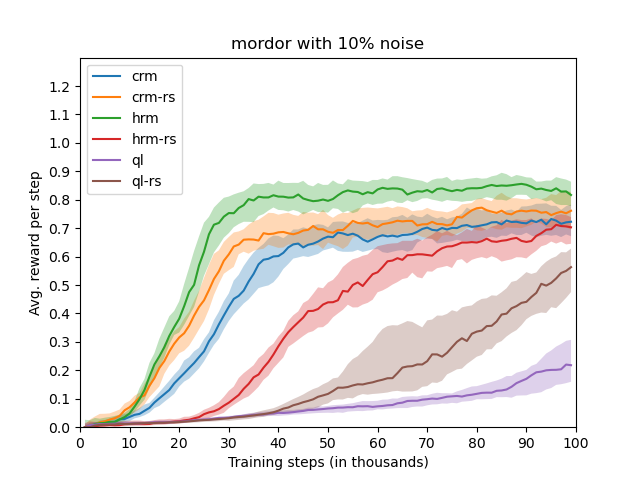 mordor with 10% noise
Avg. reward per step
1.2
1.1
1.0
0.9
0.8
0.7
0.6
0.5
0.4
0.3
0.2
0.1
0.0
crm
crm-rs
hrm
hrm-rs
ql
ql-rs
0 10 20 30 40 50 60 70 80 90 100
Training steps (in thousands)